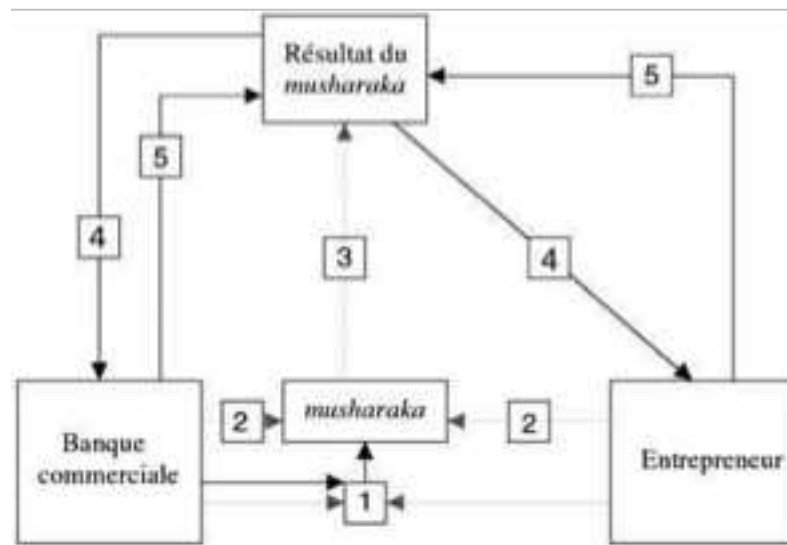 Résultat du
musharaka
5
5
4
3
4
musharaka
2
2
Banque
commerciale
Entrepreneur
1